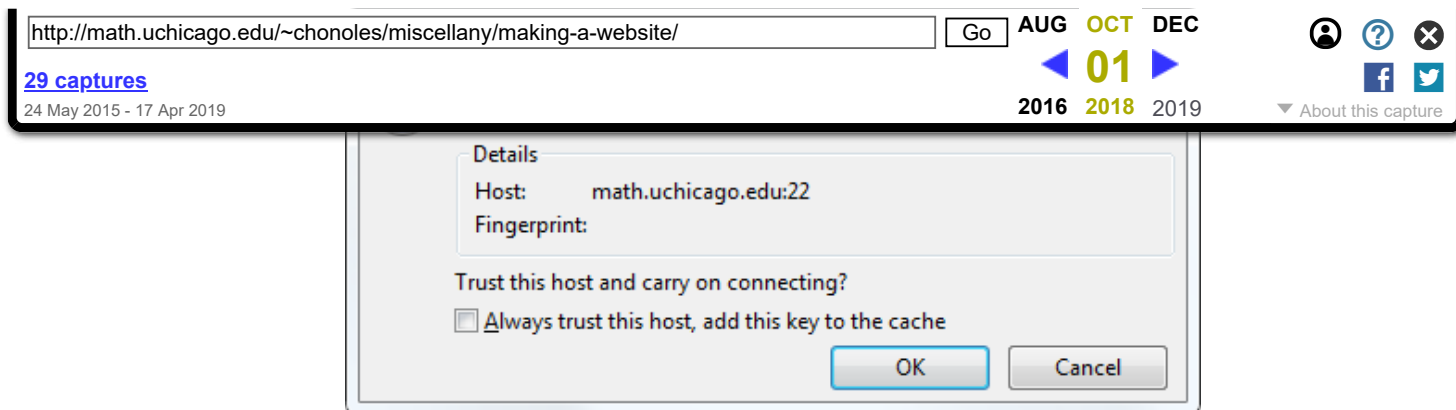 http://math.uchicago.edu/~chonoles/miscellany/making-a-website/ Go AUG OCT DEC
29 captures 01
24 May 2015 - 17 Apr 2019 2016 2018 2019 About this capture
Details
Host: math.uchicago.edu:22
Fingerprint:
Trust this host and carry on connecting?
Always trust this host, add this key to the cache
OK Cancel